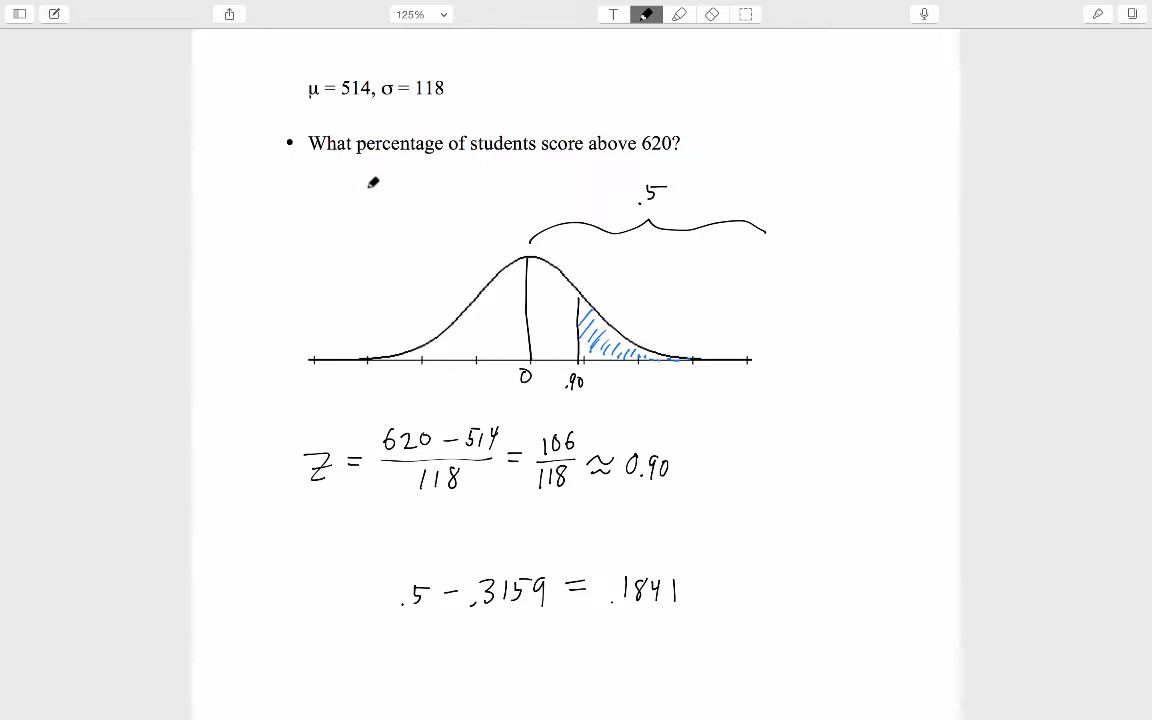 125%
T
μ = 514, σ = 118
• What percentage of students score above 620?
.5
0 .90
Z = 620 - 514 / 118 = 106 / 118 ≈ 0.90
.5 - .3159 = .1841